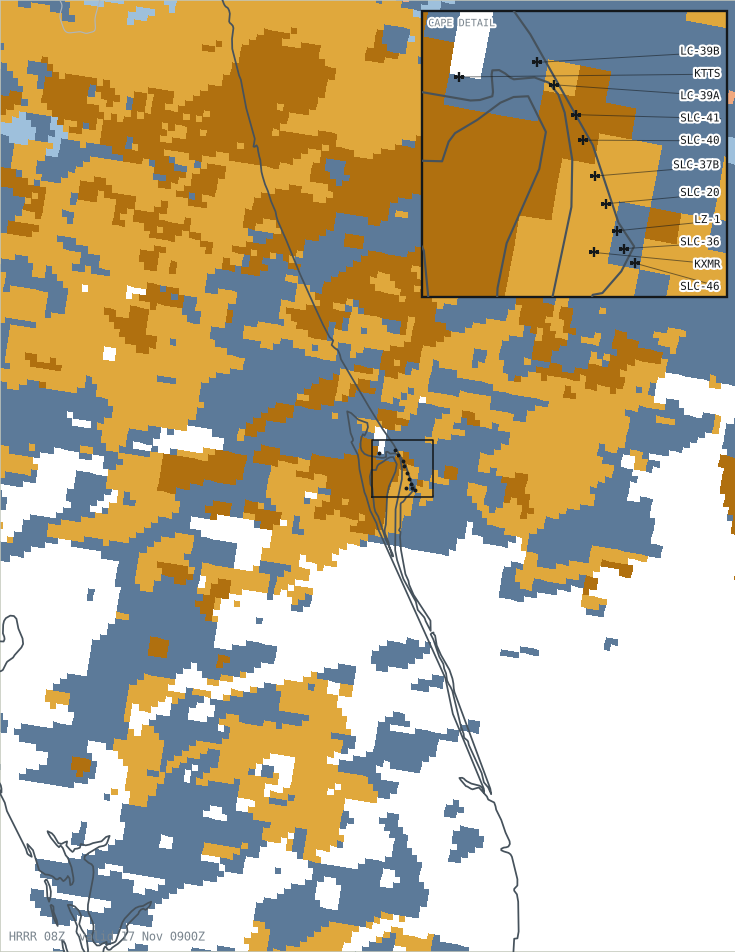 CAPE DETAIL
LC-39B
KTTS
LC-39A
SLC-41
SLC-40
SLC-37B
SLC-20
LZ-1
SLC-36
KXMR
SLC-46
HRRR 08Z 27 Nov 0900Z